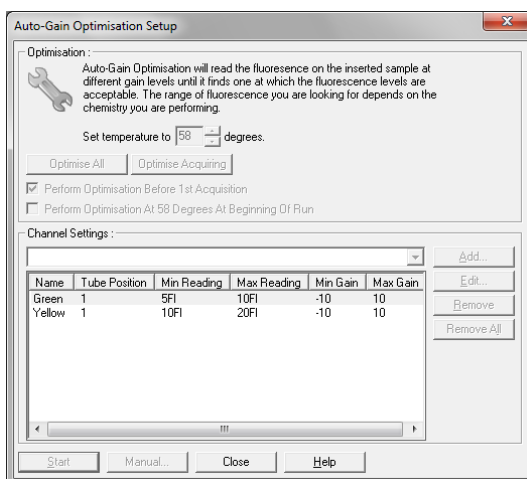 Auto-Gain Optimisation Setup
Optimisation :
Auto-Gain Optimisation will read the fluoresence on the inserted sample at
different gain levels until it finds one at which the fluorescence levels are
acceptable. The range of fluorescence you are looking for depends on the
chemistry you are performing.
Set temperature to 58 degrees.
Optimise All Optimise Acquiring
Perform Optimisation Before 1st Acquisition
Perform Optimisation At 58 Degrees At Beginning Of Run
Channel Settings :
Add...
Name Tube Position Min Reading Max Reading Min Gain Max Gain Edit...
Green 1 5Fl 10Fl -10 10
Yellow 1 10Fl 20Fl -10 10
Remove
Remove All
Start Manual... Close Help